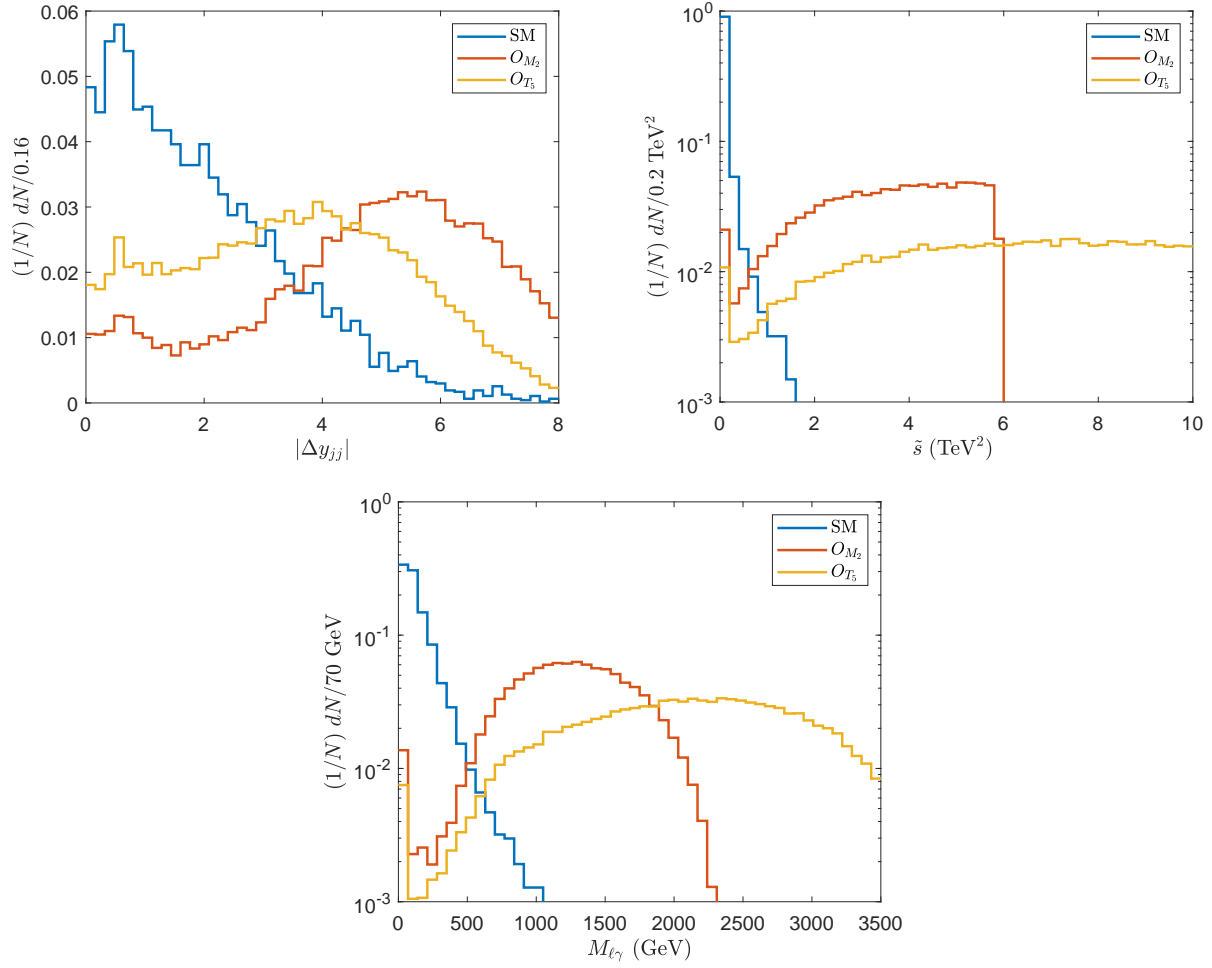 0.06
0.05
0.04
0.03
0.02
0.01
0
(1/N) dN/0.16
SM
O_{M_2}
O_{T_5}
0 2 4 6 8
|Δy_{jj}|
10^0
10^{-1}
10^{-2}
10^{-3}
(1/N) dN/0.2 TeV^2
SM
O_{M_2}
O_{T_5}
0 2 4 6 8 10
s̃ (TeV^2)
10^0
10^{-1}
10^{-2}
10^{-3}
(1/N) dN/70 GeV
SM
O_{M_2}
O_{T_5}
0 500 1000 1500 2000 2500 3000 3500
M_{ℓγ} (GeV)